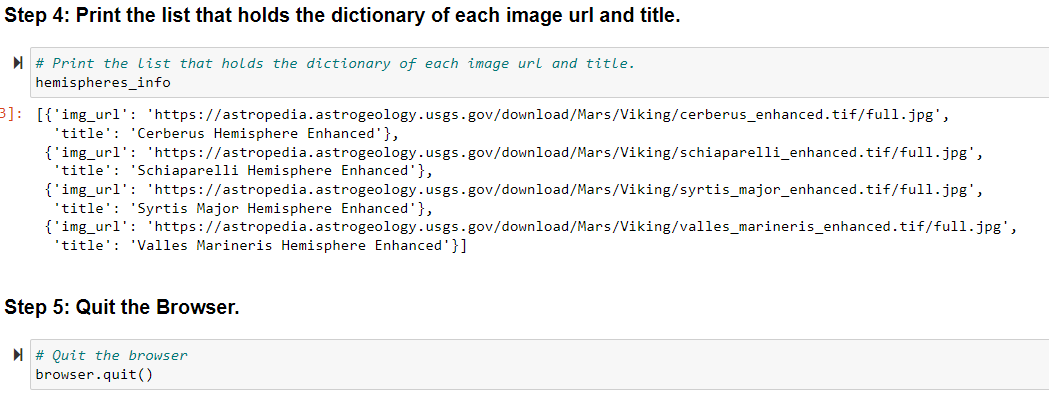 Step 4: Print the list that holds the dictionary of each image url and title.
# Print the list that holds the dictionary of each image url and title.
hemispheres_info
3]: [{'img_url': 'https://astropedia.astrogeology.usgs.gov/download/Mars/Viking/cerberus_enhanced.tif/full.jpg',
'title': 'Cerberus Hemisphere Enhanced'},
{'img_url': 'https://astropedia.astrogeology.usgs.gov/download/Mars/Viking/schiaparelli_enhanced.tif/full.jpg',
'title': 'Schiaparelli Hemisphere Enhanced'},
{'img_url': 'https://astropedia.astrogeology.usgs.gov/download/Mars/Viking/syrtis_major_enhanced.tif/full.jpg',
'title': 'Syrtis Major Hemisphere Enhanced'},
{'img_url': 'https://astropedia.astrogeology.usgs.gov/download/Mars/Viking/valles_marineris_enhanced.tif/full.jpg',
'title': 'Valles Marineris Hemisphere Enhanced'}]
Step 5: Quit the Browser.
# Quit the browser
browser.quit()